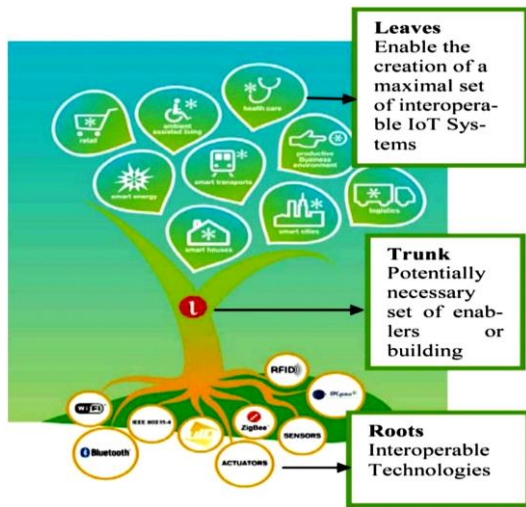 Leaves
Enable the
creation of a
maximal set
of interopera-
ble IoT Sys-
tems
health care
ambient
assisted living
retail
productive
Business
environment
smart energy
smart transports
logistics
smart houses
smart cities
Trunk
Potentially
necessary
set of enab-
lers or
building
RFID
WiFi
IEEE 802.15.4
ZigBee
SENSORS
Bluetooth
ACTUATORS
Roots
Interoperable
Technologies